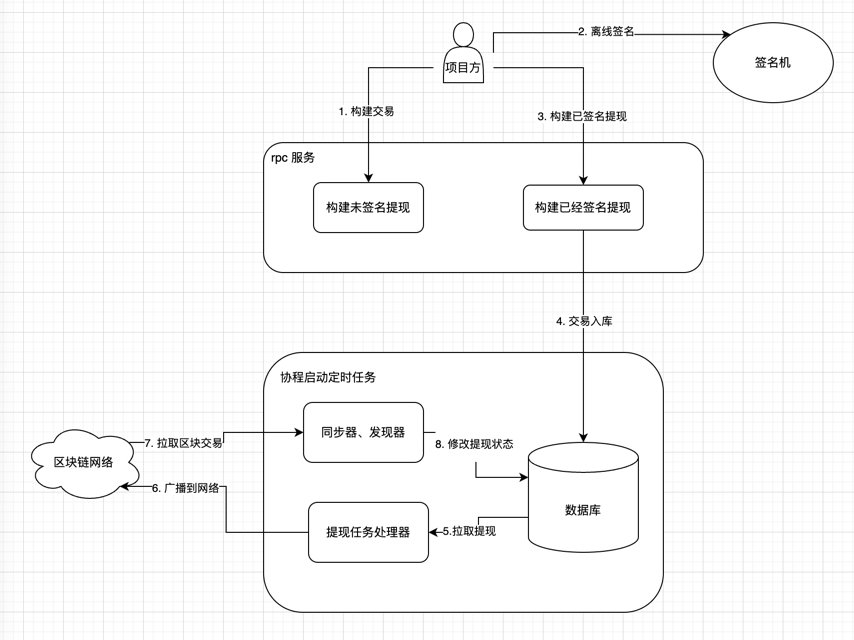 2. 离线签名
项目方
签名机
1. 构建交易
3. 构建已签名提现
rpc 服务
构建未签名提现
构建已经签名提现
4. 交易入库
协程启动定时任务
同步器、发现器
7. 拉取区块交易
8. 修改提现状态
区块链网络
6. 广播到网络
数据库
提现任务处理器
5.拉取提现